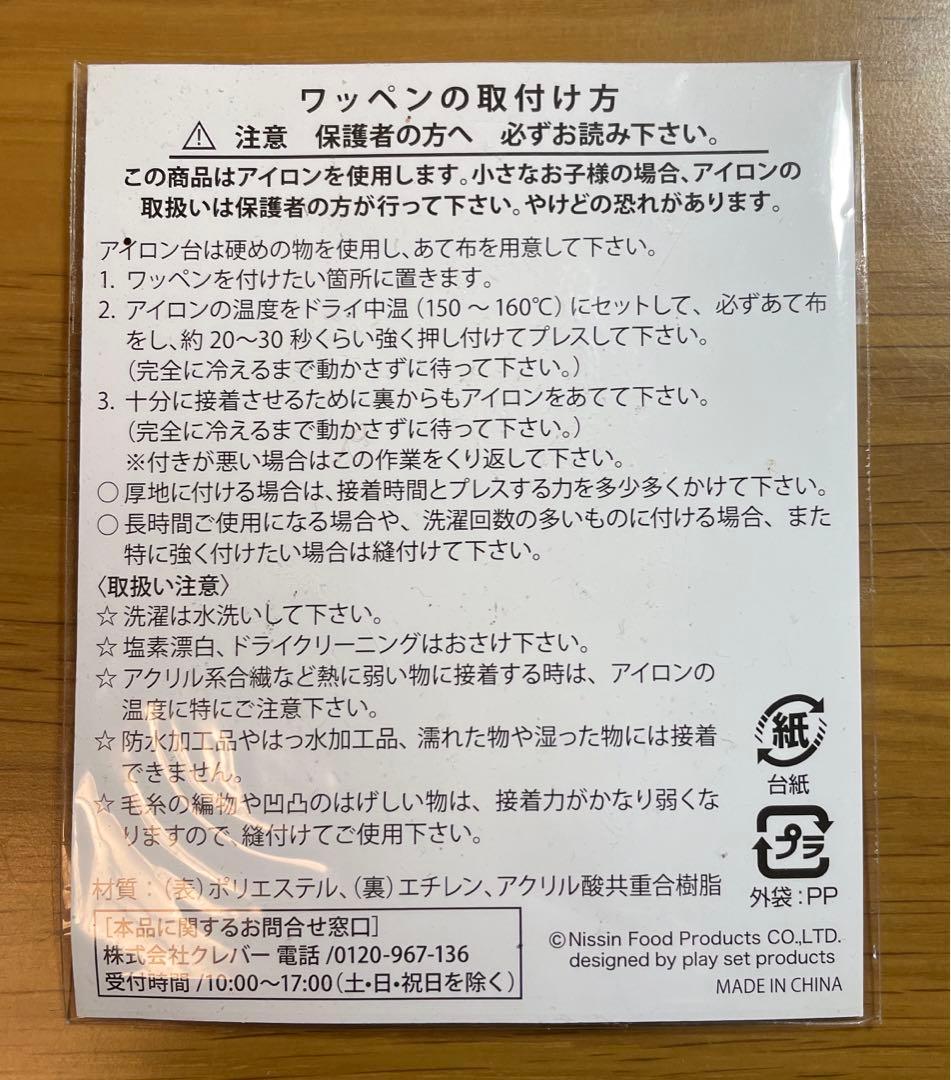 ワッペンの取付け方
⚠ 注意 保護者の方へ 必ずお読み下さい。
この商品はアイロンを使用します。小さなお子様の場合、アイロンの
取扱いは保護者の方が行って下さい。やけどの恐れがあります。
アイロン台は硬めの物を使用し、あて布を用意して下さい。
1. ワッペンを付けたい箇所に置きます。
2. アイロンの温度をドライ中温(150～160℃)にセットして、必ずあて布
をし、約20～30秒くらい強く押し付けてプレスして下さい。
(完全に冷えるまで動かさずに待って下さい。)
3. 十分に接着させるために裏からもアイロンをあてて下さい。
(完全に冷えるまで動かさずに待って下さい。)
※付きが悪い場合はこの作業をくり返して下さい。
○厚地に付ける場合は、接着時間とプレスする力を多少多くかけて下さい。
○長時間ご使用になる場合や、洗濯回数の多いものに付ける場合、また
特に強く付けたい場合は縫付けて下さい。
〈取扱い注意〉
☆洗濯は水洗いして下さい。
☆塩素漂白、ドライクリーニングはおさけ下さい。
☆アクリル系合繊など熱に弱い物に接着する時は、アイロンの
温度に特にご注意下さい。
☆防水加工品やはっ水加工品、濡れた物や湿った物には接着
できません。
☆毛糸の編物や凹凸のはげしい物は、接着力がかなり弱くな
りますので、縫付けてご使用下さい。
材質：(表)ポリエステル、(裏)エチレン、アクリル酸共重合樹脂
[本品に関するお問合せ窓口]
株式会社クレバー 電話/0120-967-136
受付時間/10:00～17:00(土・日・祝日を除く)
紙
台紙
プラ
外袋：PP
©Nissin Food Products CO.,LTD.
designed by play set products
MADE IN CHINA